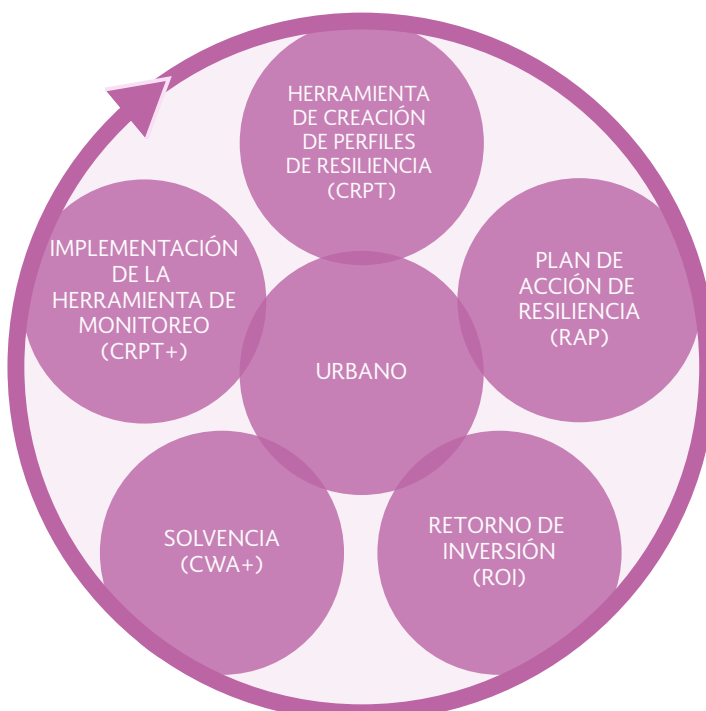 HERRAMIENTA
DE CREACIÓN
DE PERFILES
DE RESILIENCIA
(CRPT)
PLAN DE
ACCIÓN DE
RESILIENCIA
(RAP)
RETORNO DE
INVERSIÓN
(ROI)
SOLVENCIA
(CWA+)
IMPLEMENTACIÓN
DE LA
HERRAMIENTA DE
MONITOREO
(CRPT+)
URBANO